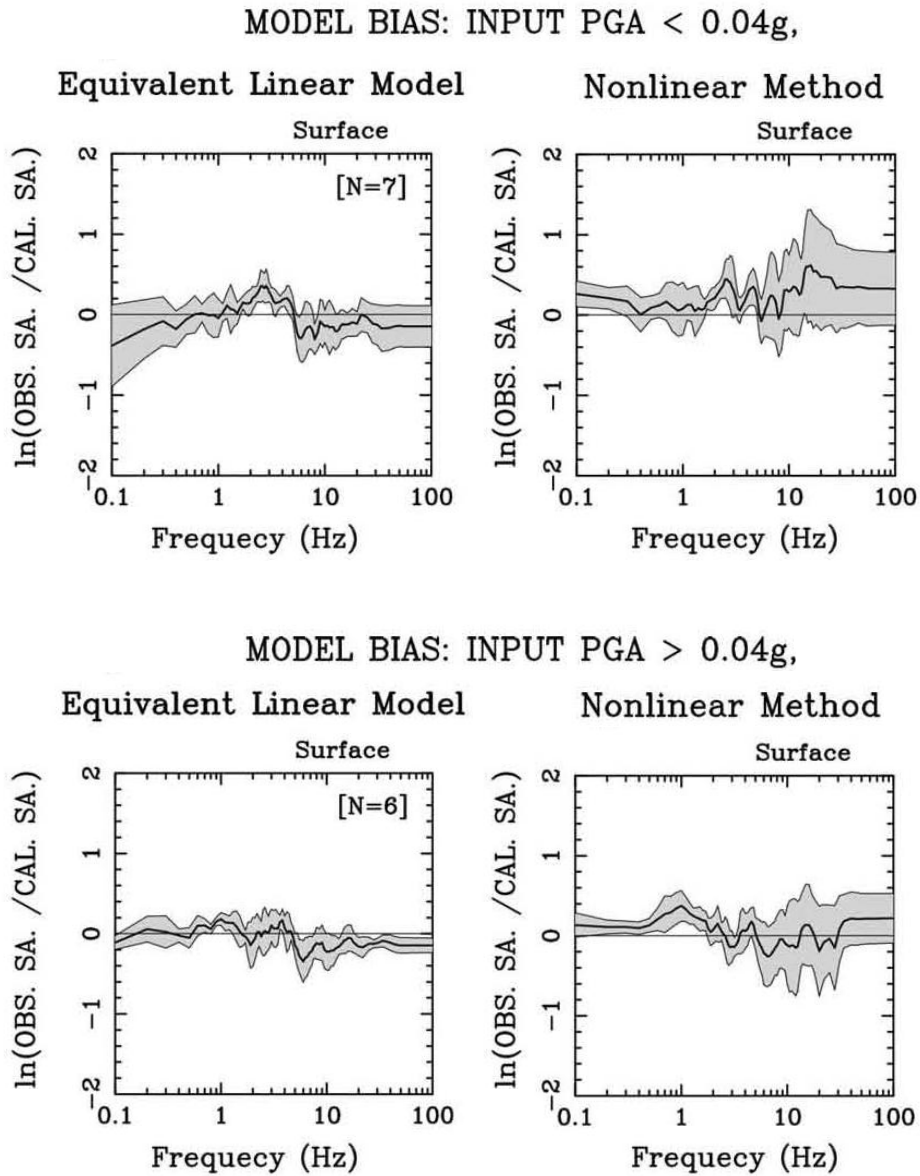 MODEL BIAS: INPUT PGA < 0.04g,
Equivalent Linear Model
Nonlinear Method
Surface
Surface
[N=7]
ln(OBS. SA. /CAL. SA.)
2
1
0
-1
-2
0.1 1 10 100
Frequecy (Hz)
ln(OBS. SA. /CAL. SA.)
2
1
0
-1
-2
0.1 1 10 100
Frequecy (Hz)
MODEL BIAS: INPUT PGA > 0.04g,
Equivalent Linear Model
Nonlinear Method
Surface
Surface
[N=6]
ln(OBS. SA. /CAL. SA.)
2
1
0
-1
-2
0.1 1 10 100
Frequecy (Hz)
ln(OBS. SA. /CAL. SA.)
2
1
0
-1
-2
0.1 1 10 100
Frequecy (Hz)